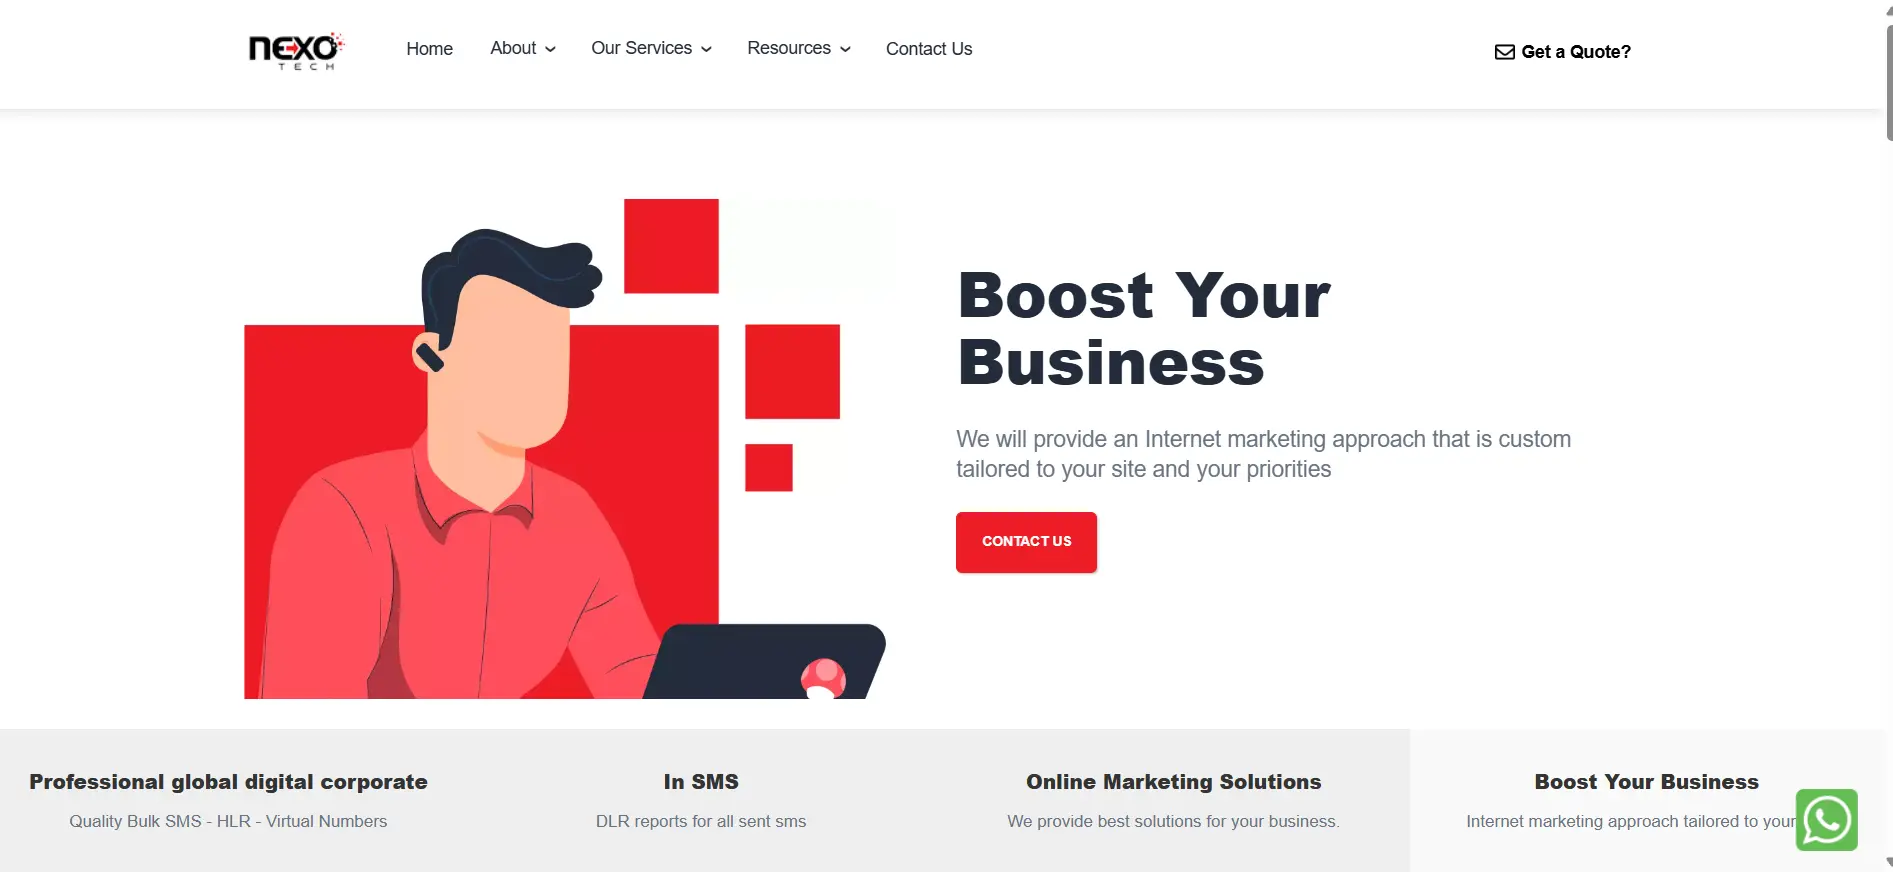 NEXO
TECH
Home
About
Our Services
Resources
Contact Us
Get a Quote?
Boost Your
Business
We will provide an Internet marketing approach that is custom
tailored to your site and your priorities
CONTACT US
Professional global digital corporate
Quality Bulk SMS - HLR - Virtual Numbers
In SMS
DLR reports for all sent sms
Online Marketing Solutions
We provide best solutions for your business.
Boost Your Business
Internet marketing approach tailored to your